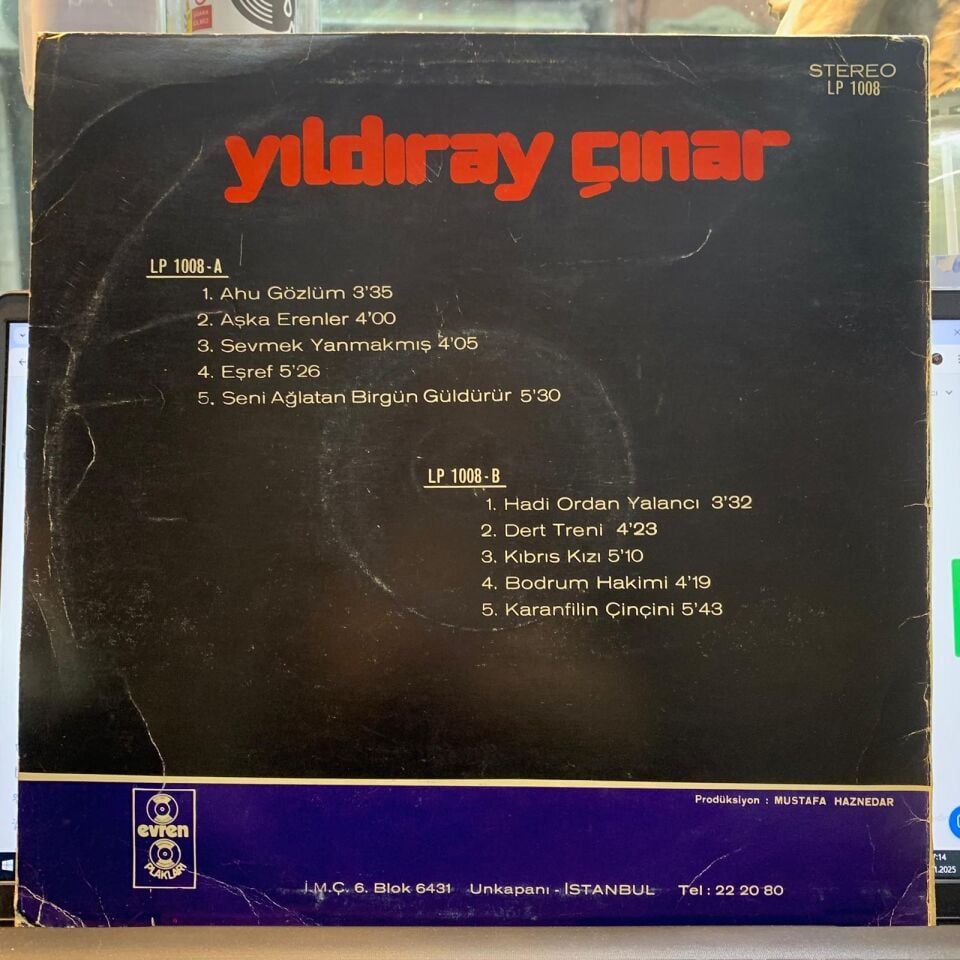 STEREO
LP 1008
yıldıray çınar
LP 1008-A
1. Ahu Gözlüm 3'35
2. Aşka Erenler 4'00
3. Sevmek Yanmakmış 4'05
4. Eşref 5'26
5. Seni Ağlatan Birgün Güldürür 5'30
LP 1008-B
1. Hadi Ordan Yalancı 3'32
2. Dert Treni 4'23
3. Kıbrıs Kızı 5'10
4. Bodrum Hakimi 4'19
5. Karanfilin Çinçini 5'43
Prodüksiyon : MUSTAFA HAZNEDAR
evren
PLAKLARI
İ.M.Ç. 6. Blok 6431 Unkapanı - İSTANBUL Tel : 22 20 80